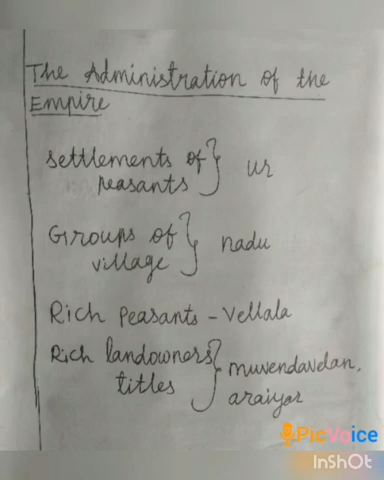 The Administration of the
Empire
settlements of
peasants } ur
Groups of
village } nadu
Rich peasants - Vellala
Rich landowners
titles } muvendavelan,
araiyar
PicVoice
InShOt